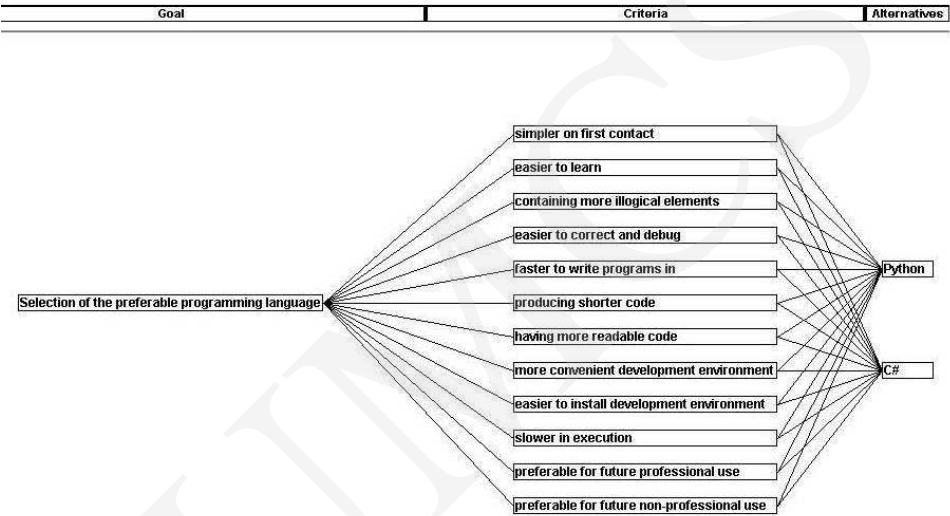 Goal
Criteria
Alternatives
simpler on first contact
easier to learn
containing more illogical elements
easier to correct and debug
faster to write programs in
Python
Selection of the preferable programming language
producing shorter code
having more readable code
more convenient development environment
C#
easier to install development environment
slower in execution
preferable for future professional use
preferable for future non-professional use
UMCS